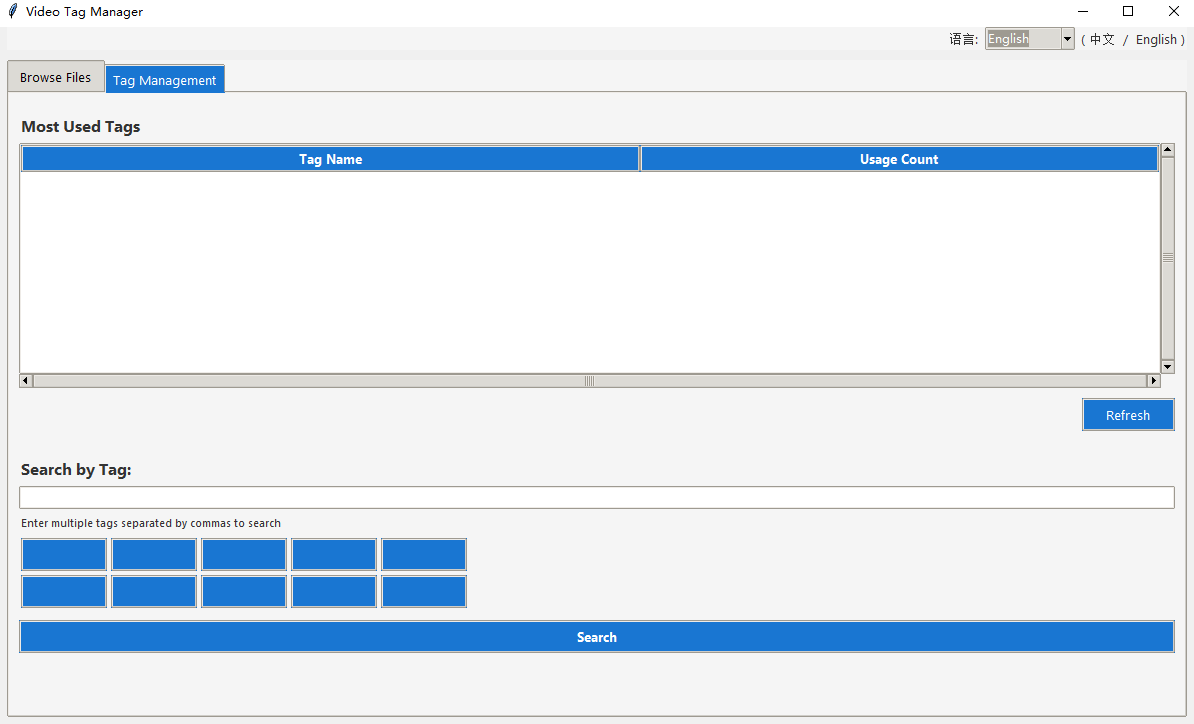 Video Tag Manager
语言: English ( 中文 / English )
Browse Files Tag Management
Most Used Tags
Tag Name Usage Count
Refresh
Search by Tag:
Enter multiple tags separated by commas to search
Search